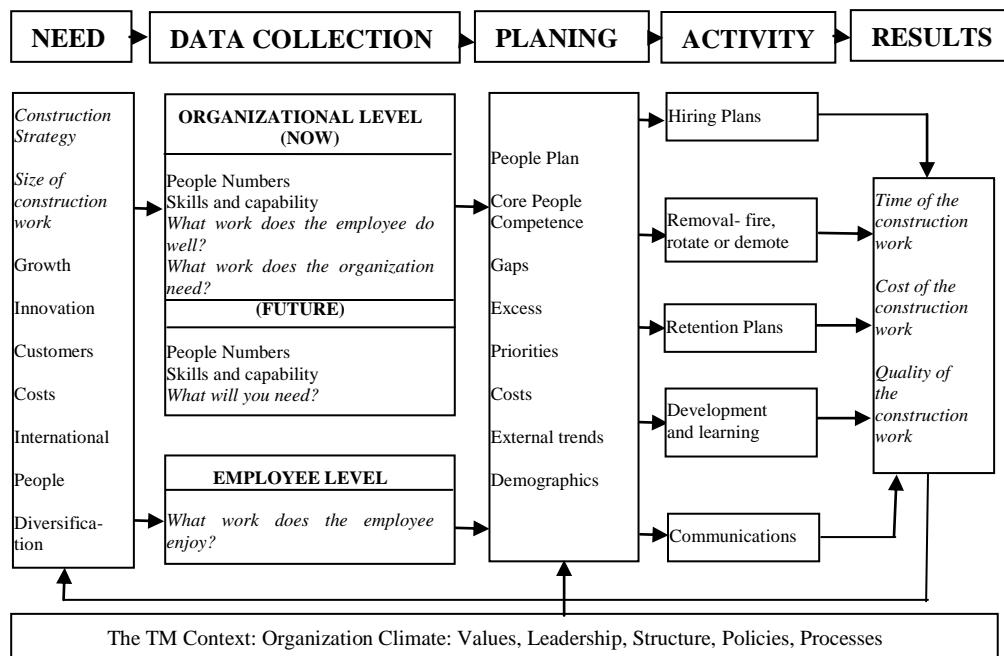 NEED
DATA COLLECTION
PLANING
ACTIVITY
RESULTS
Construction
Strategy
Size of
construction
work
Growth
Innovation
Customers
Costs
International
People
Diversifica-
tion
ORGANIZATIONAL LEVEL
(NOW)
People Numbers
Skills and capability
What work does the employee do
well?
What work does the organization
need?
(FUTURE)
People Numbers
Skills and capability
What will you need?
EMPLOYEE LEVEL
What work does the employee
enjoy?
People Plan
Core People
Competence
Gaps
Excess
Priorities
Costs
External trends
Demographics
Hiring Plans
Removal- fire,
rotate or demote
Retention Plans
Development
and learning
Communications
Time of the
construction
work
Cost of the
construction
work
Quality of
the
construction
work
The TM Context: Organization Climate: Values, Leadership, Structure, Policies, Processes